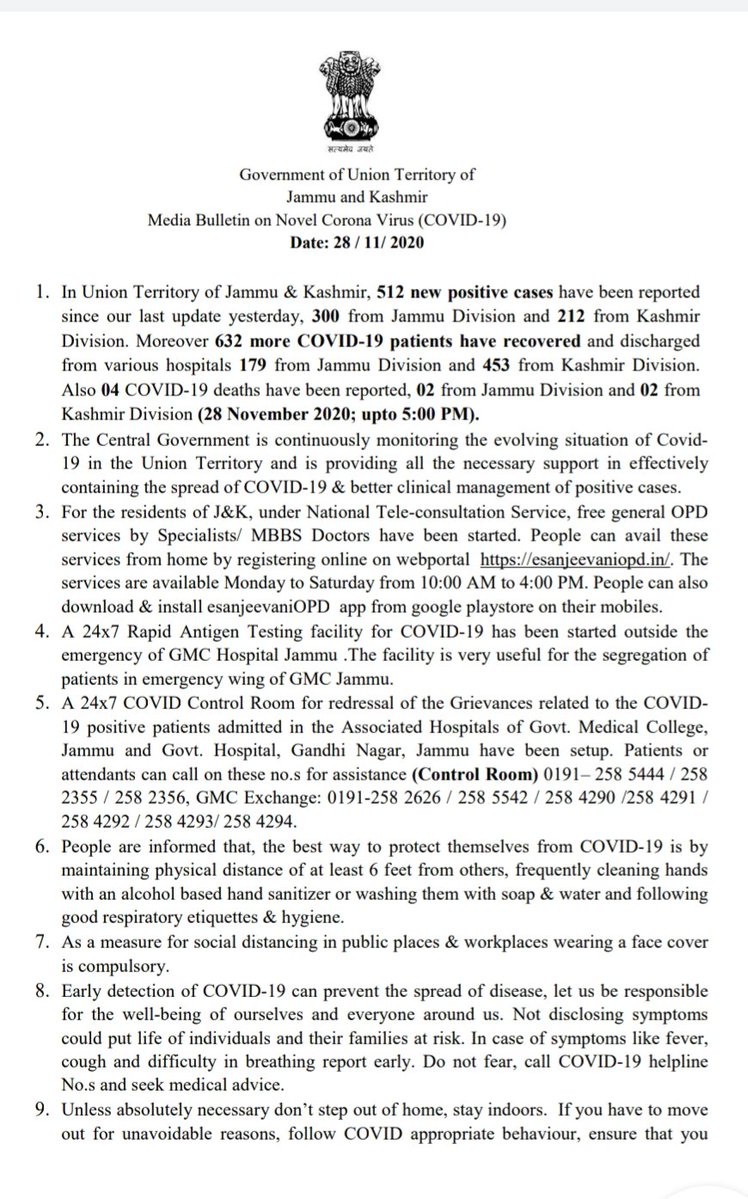 सत्यमेव जयते
Government of Union Territory of
Jammu and Kashmir
Media Bulletin on Novel Corona Virus (COVID-19)
Date: 28 / 11/ 2020
1. In Union Territory of Jammu & Kashmir, 512 new positive cases have been reported
since our last update yesterday, 300 from Jammu Division and 212 from Kashmir
Division. Moreover 632 more COVID-19 patients have recovered and discharged
from various hospitals 179 from Jammu Division and 453 from Kashmir Division.
Also 04 COVID-19 deaths have been reported, 02 from Jammu Division and 02 from
Kashmir Division (28 November 2020; upto 5:00 PM).
2. The Central Government is continuously monitoring the evolving situation of Covid-
19 in the Union Territory and is providing all the necessary support in effectively
containing the spread of COVID-19 & better clinical management of positive cases.
3. For the residents of J&K, under National Tele-consultation Service, free general OPD
services by Specialists/ MBBS Doctors have been started. People can avail these
services from home by registering online on webportal https://esanjeevaniopd.in/. The
services are available Monday to Saturday from 10:00 AM to 4:00 PM. People can also
download & install esanjeevaniOPD app from google playstore on their mobiles.
4. A 24x7 Rapid Antigen Testing facility for COVID-19 has been started outside the
emergency of GMC Hospital Jammu .The facility is very useful for the segregation of
patients in emergency wing of GMC Jammu.
5. A 24x7 COVID Control Room for redressal of the Grievances related to the COVID-
19 positive patients admitted in the Associated Hospitals of Govt. Medical College,
Jammu and Govt. Hospital, Gandhi Nagar, Jammu have been setup. Patients or
attendants can call on these no.s for assistance (Control Room) 0191– 258 5444 / 258
2355 / 258 2356, GMC Exchange: 0191-258 2626 / 258 5542 / 258 4290 /258 4291 /
258 4292 / 258 4293/ 258 4294.
6. People are informed that, the best way to protect themselves from COVID-19 is by
maintaining physical distance of at least 6 feet from others, frequently cleaning hands
with an alcohol based hand sanitizer or washing them with soap & water and following
good respiratory etiquettes & hygiene.
7. As a measure for social distancing in public places & workplaces wearing a face cover
is compulsory.
8. Early detection of COVID-19 can prevent the spread of disease, let us be responsible
for the well-being of ourselves and everyone around us. Not disclosing symptoms
could put life of individuals and their families at risk. In case of symptoms like fever,
cough and difficulty in breathing report early. Do not fear, call COVID-19 helpline
No.s and seek medical advice.
9. Unless absolutely necessary don’t step out of home, stay indoors. If you have to move
out for unavoidable reasons, follow COVID appropriate behaviour, ensure that you